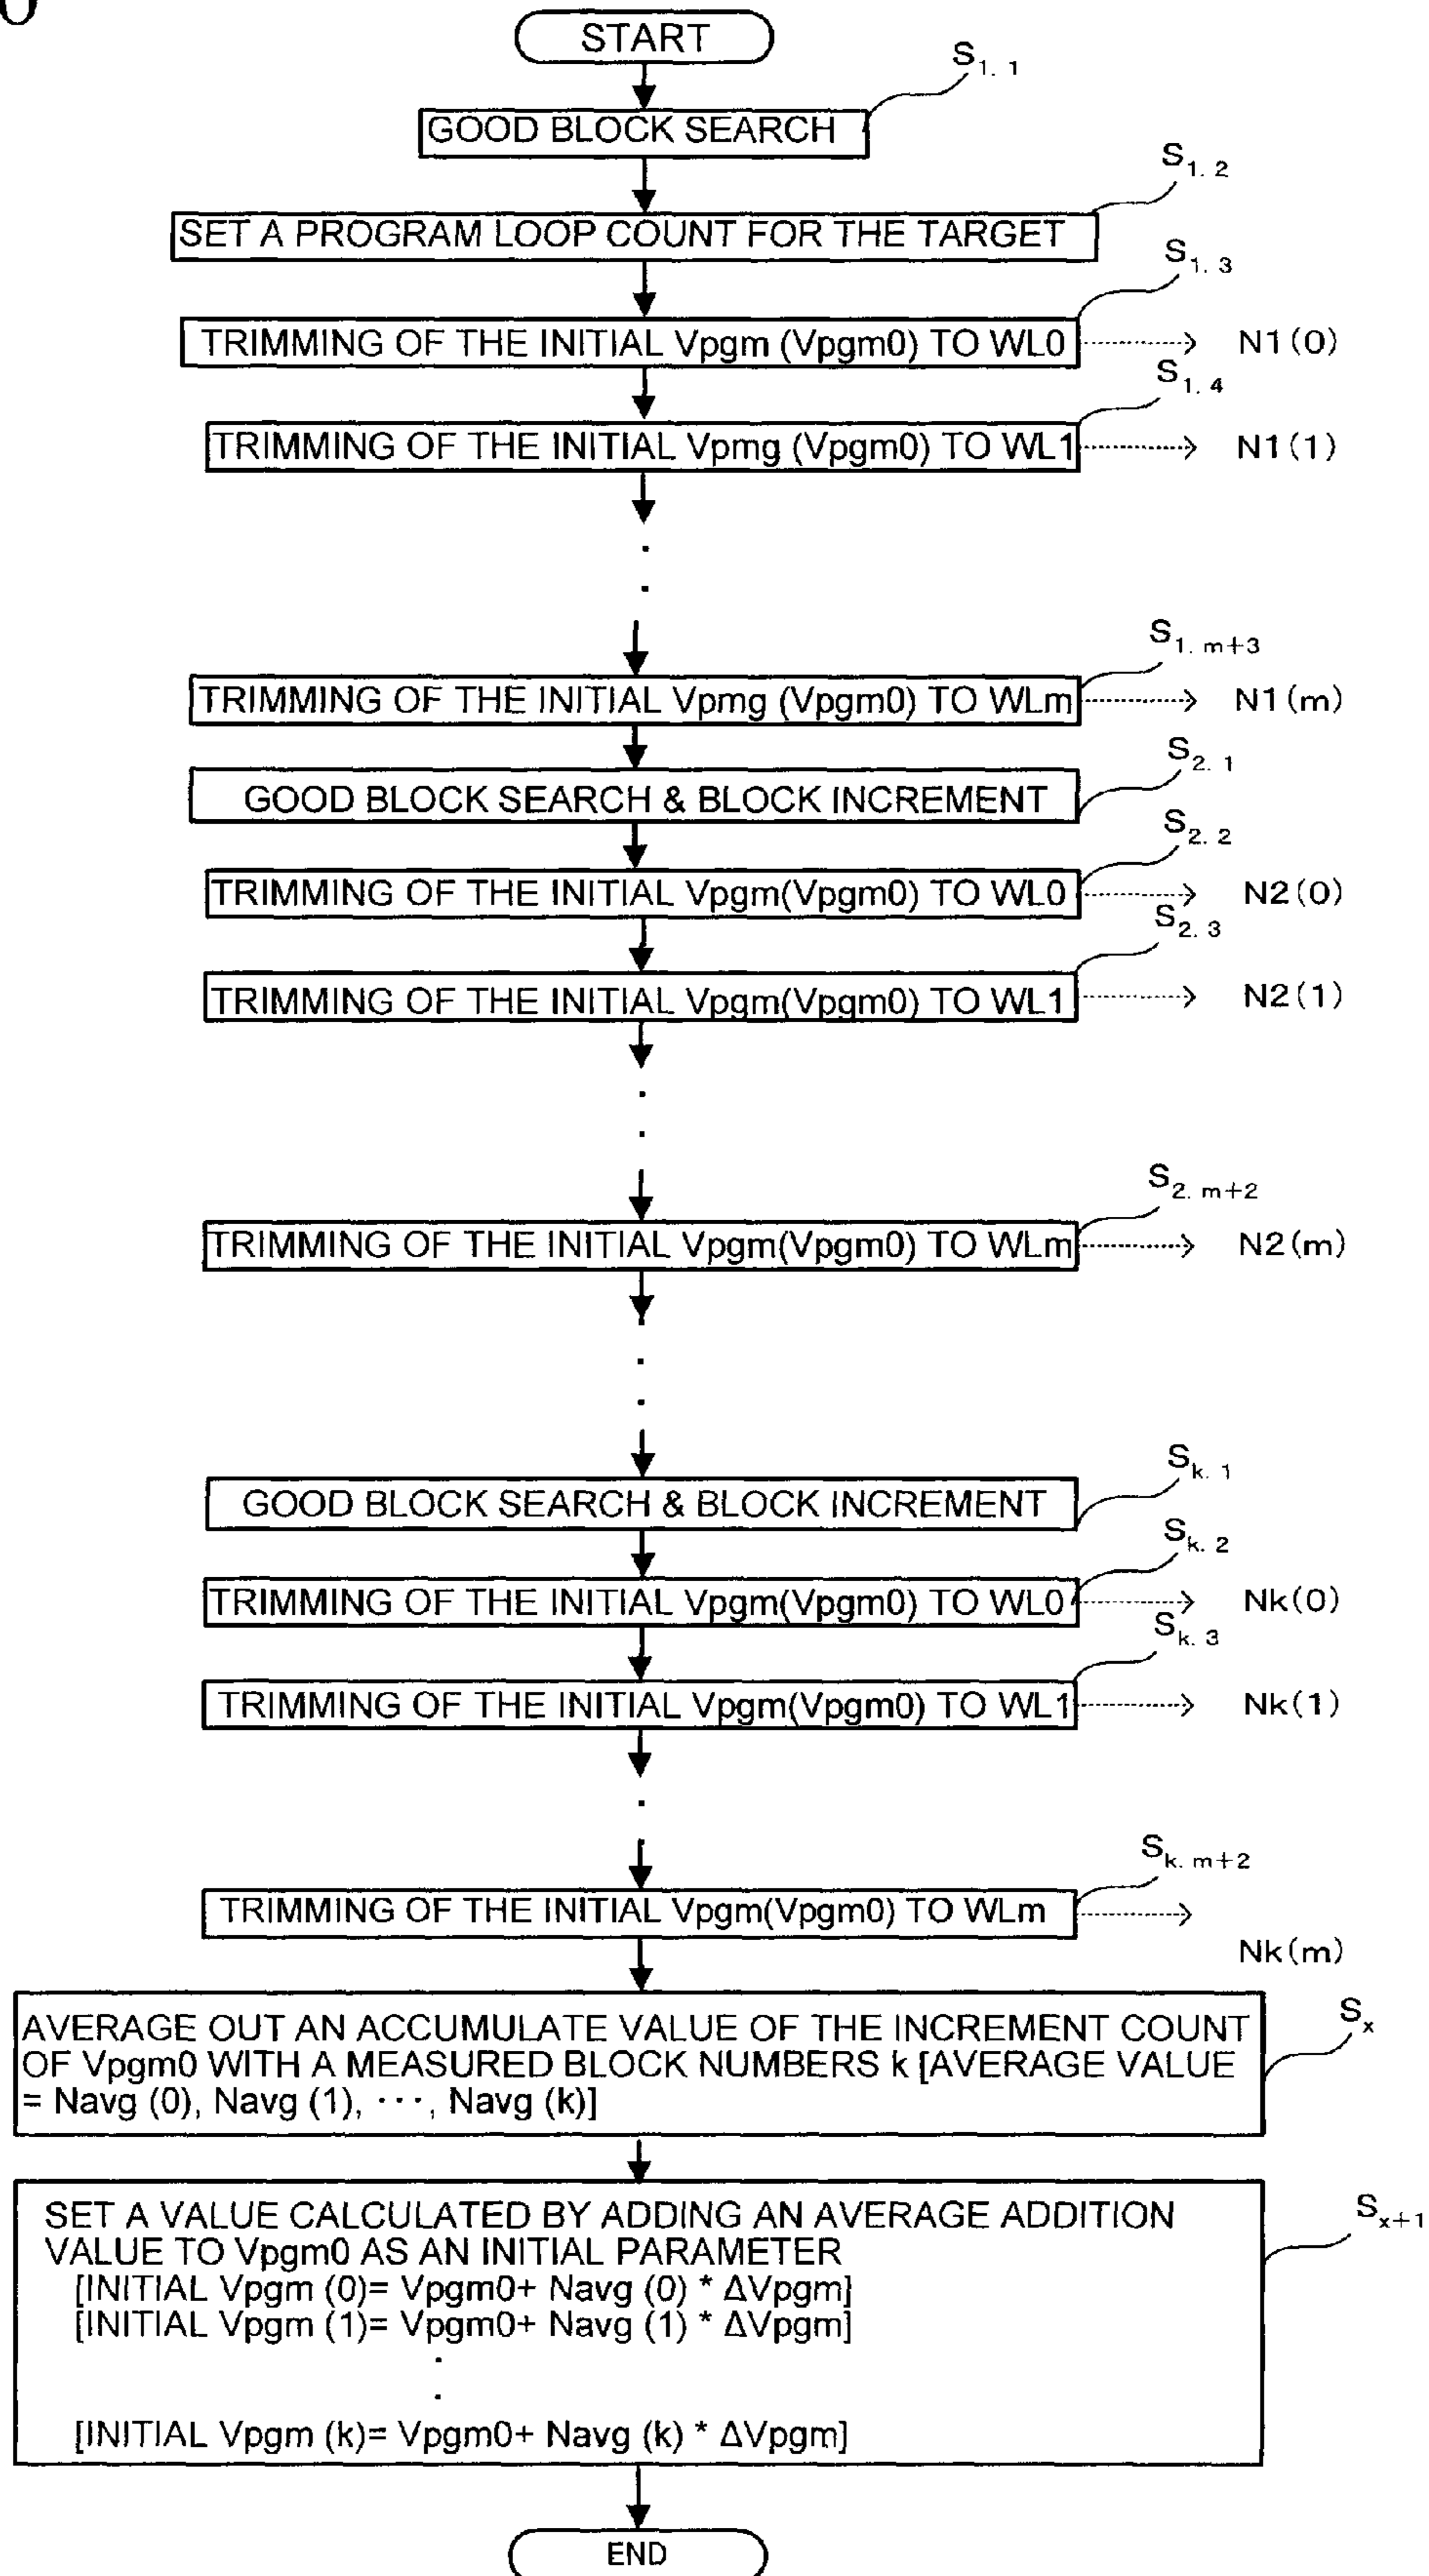 0
START
S1. 1
GOOD BLOCK SEARCH
S1. 2
SET A PROGRAM LOOP COUNT FOR THE TARGET
S1. 3
TRIMMING OF THE INITIAL Vpgm (Vpgm0) TO WL0
N1(0)
S1. 4
TRIMMING OF THE INITIAL Vpmg (Vpgm0) TO WL1
N1(1)
S1. m+3
TRIMMING OF THE INITIAL Vpmg (Vpgm0) TO WLm
N1(m)
S2. 1
GOOD BLOCK SEARCH & BLOCK INCREMENT
S2. 2
TRIMMING OF THE INITIAL Vpgm(Vpgm0) TO WL0
N2(0)
S2. 3
TRIMMING OF THE INITIAL Vpgm(Vpgm0) TO WL1
N2(1)
S2. m+2
TRIMMING OF THE INITIAL Vpgm(Vpgm0) TO WLm
N2(m)
Sk. 1
GOOD BLOCK SEARCH & BLOCK INCREMENT
Sk. 2
TRIMMING OF THE INITIAL Vpgm(Vpgm0) TO WL0
Nk(0)
Sk. 3
TRIMMING OF THE INITIAL Vpgm(Vpgm0) TO WL1
Nk(1)
Sk. m+2
TRIMMING OF THE INITIAL Vpgm(Vpgm0) TO WLm
Nk(m)
Sx
AVERAGE OUT AN ACCUMULATE VALUE OF THE INCREMENT COUNT
OF Vpgm0 WITH A MEASURED BLOCK NUMBERS k [AVERAGE VALUE
= Navg (0), Navg (1), ···, Navg (k)]
Sx+1
SET A VALUE CALCULATED BY ADDING AN AVERAGE ADDITION
VALUE TO Vpgm0 AS AN INITIAL PARAMETER
[INITIAL Vpgm (0)= Vpgm0+ Navg (0) * ΔVpgm]
[INITIAL Vpgm (1)= Vpgm0+ Navg (1) * ΔVpgm]
[INITIAL Vpgm (k)= Vpgm0+ Navg (k) * ΔVpgm]
END